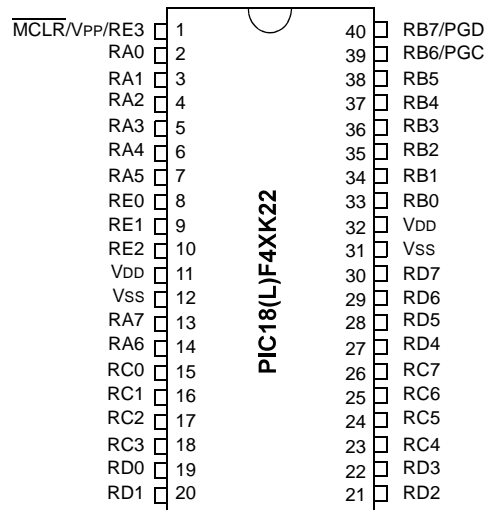 MCLR/VPP/RE3 1 40 RB7/PGD
RA0 2 39 RB6/PGC
RA1 3 38 RB5
RA2 4 37 RB4
RA3 5 36 RB3
RA4 6 35 RB2
RA5 7 34 RB1
RE0 8 33 RB0
RE1 9 32 VDD
RE2 10 31 VSS
VDD 11 30 RD7
VSS 12 29 RD6
RA7 13 28 RD5
RA6 14 27 RD4
RC0 15 26 RC7
RC1 16 25 RC6
RC2 17 24 RC5
RC3 18 23 RC4
RD0 19 22 RD3
RD1 20 21 RD2
PIC18(L)F4XK22